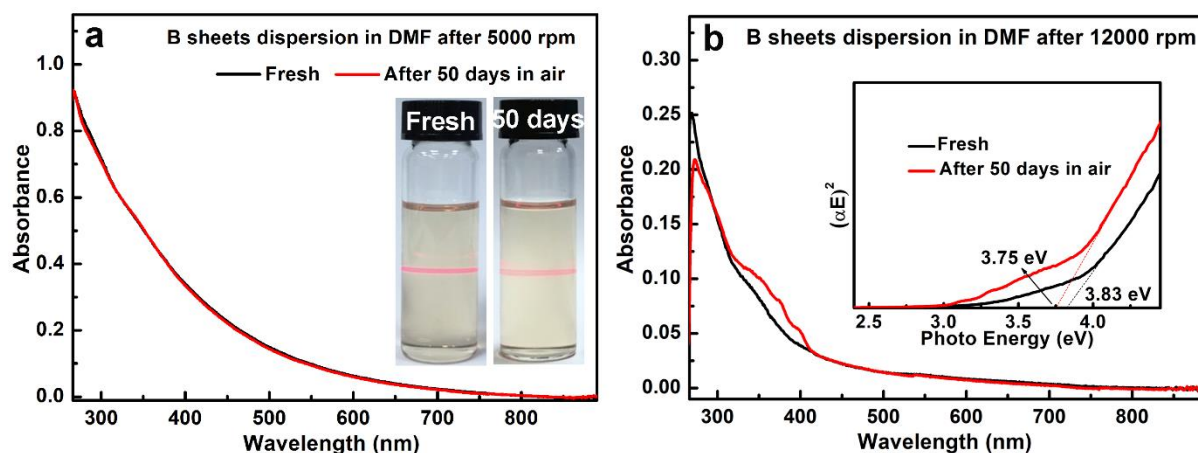 a
B sheets dispersion in DMF after 5000 rpm
Fresh
After 50 days in air
Fresh
50 days
1.0
0.8
0.6
0.4
0.2
0.0
Absorbance
300 400 500 600 700 800
Wavelength (nm)
b
B sheets dispersion in DMF after 12000 rpm
0.30
0.25
0.20
0.15
0.10
0.05
0.00
Absorbance
300 400 500 600 700 800
Wavelength (nm)
Fresh
After 50 days in air
(αE)²
3.75 eV
3.83 eV
2.5 3.0 3.5 4.0
Photo Energy (eV)